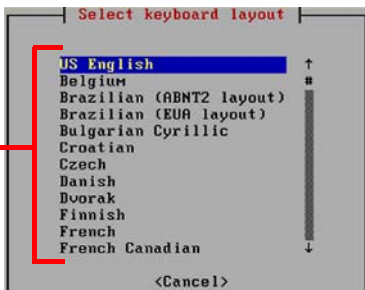 Select keyboard layout
US English
Belgium
Brazilian (ABNT2 layout)
Brazilian (EUA layout)
Bulgarian Cyrillic
Croatian
Czech
Danish
Dvorak
Finnish
French
French Canadian
<Cancel>